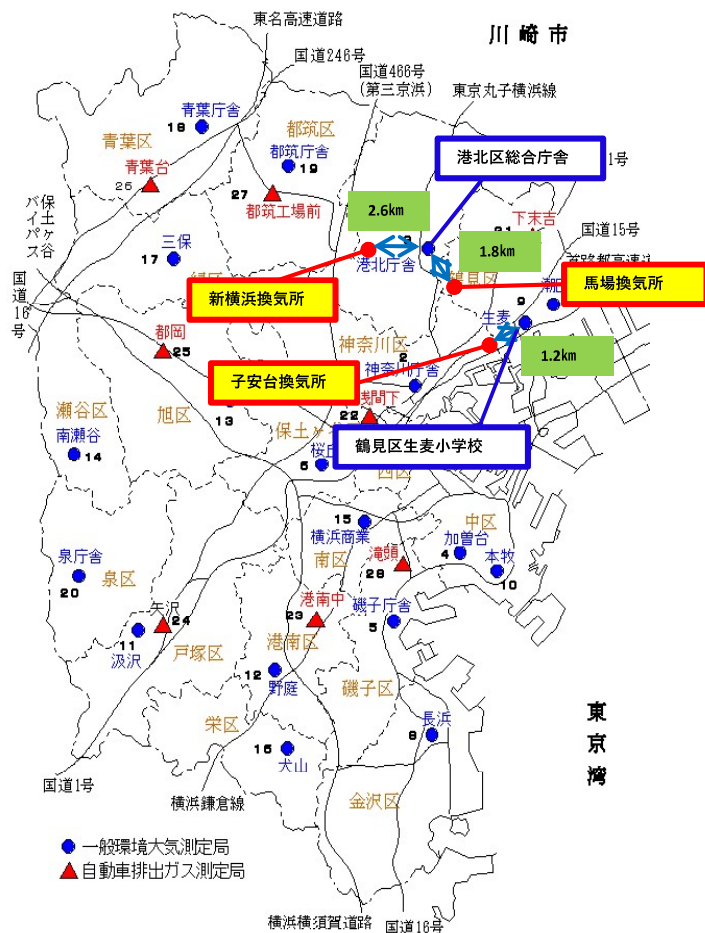 川崎市
東名高速道路
国道246号
国道466号
(第三京浜)
東京丸子横浜線
青葉庁舎
18
青葉区
都筑区
都筑庁舎
19
港北区総合庁舎
1号
青葉台
26
27
都筑工場前
2.6km
下末吉
国道15号
保土ヶ谷
バイパス
三保
17
港北庁舎
1.8km
鶴見区
国道
16
号
新横浜換気所
馬場換気所
9
生麦
都岡
25
神奈川区
2
神奈川庁舎
1.2km
子安台換気所
瀬谷区
旭区
13
浅間下
22
保土ヶ
南瀬谷
14
桜丘
6
鶴見区生麦小学校
西区
15
横浜商業
南区
中区
加曽台
4
本牧
10
滝頭
28
泉庁舎
20
泉区
矢沢
24
11
汲沢
戸塚区
港南中
23
港南区
磯子庁舎
5
12
野庭
磯子区
栄区
長浜
8
16
犬山
東京湾
国道1号
横浜鎌倉線
金沢区
一般環境大気測定局
自動車排出ガス測定局
横浜横須賀道路
国道16号